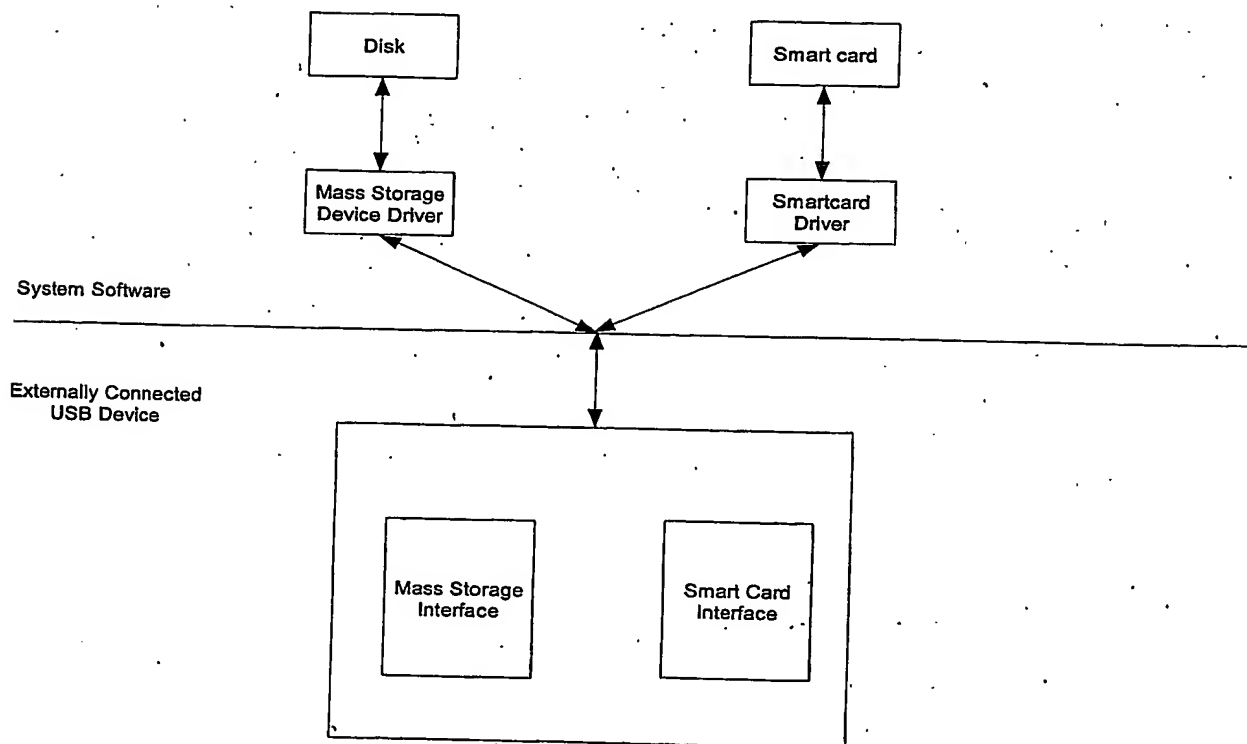 Disk
Smart card
Mass Storage
Device Driver
Smartcard
Driver
System Software
Externally Connected
USB Device
Mass Storage
Interface
Smart Card
Interface